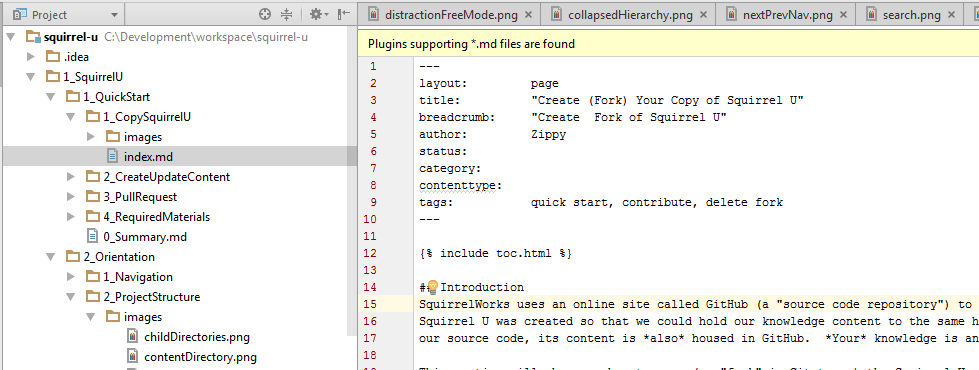 Project
squirrel-u C:\Development\workspace\squirrel-u
.idea
1_SquirrelU
1_QuickStart
1_CopySquirrelU
images
index.md
2_CreateUpdateContent
3_PullRequest
4_RequiredMaterials
0_Summary.md
2_Orientation
1_Navigation
2_ProjectStructure
images
childDirectories.png
contentDirectory.png
distractionFreeMode.png collapsedHierarchy.png nextPrevNav.png search.png
Plugins supporting *.md files are found
1 ---
2 layout: page
3 title: "Create (Fork) Your Copy of Squirrel U"
4 breadcrumb: "Create  Fork of Squirrel U"
5 author: Zippy
6 status:
7 category:
8 contenttype:
9 tags: quick start, contribute, delete fork
10 ---
11
12 {% include toc.html %}
13
14 ## Introduction
15 SquirrelWorks uses an online site called GitHub (a "source code repository") to
16 Squirrel U was created so that we could hold our knowledge content to the same h
17 our source code, its content is *also* housed in GitHub.  *Your* knowledge is an
18